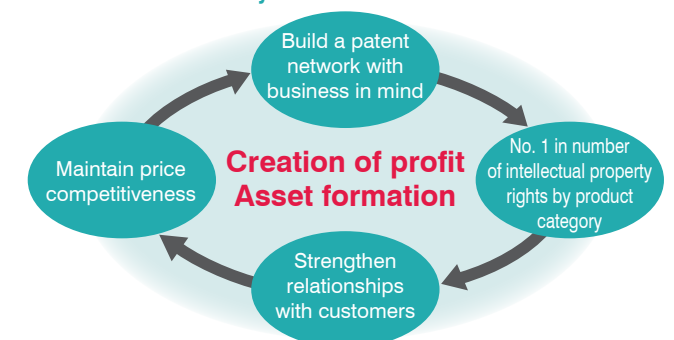 Build a patent
network with
business in mind
No. 1 in number
of intellectual property
rights by product
category
Creation of profit
Asset formation
Maintain price
competitiveness
Strengthen
relationships
with customers